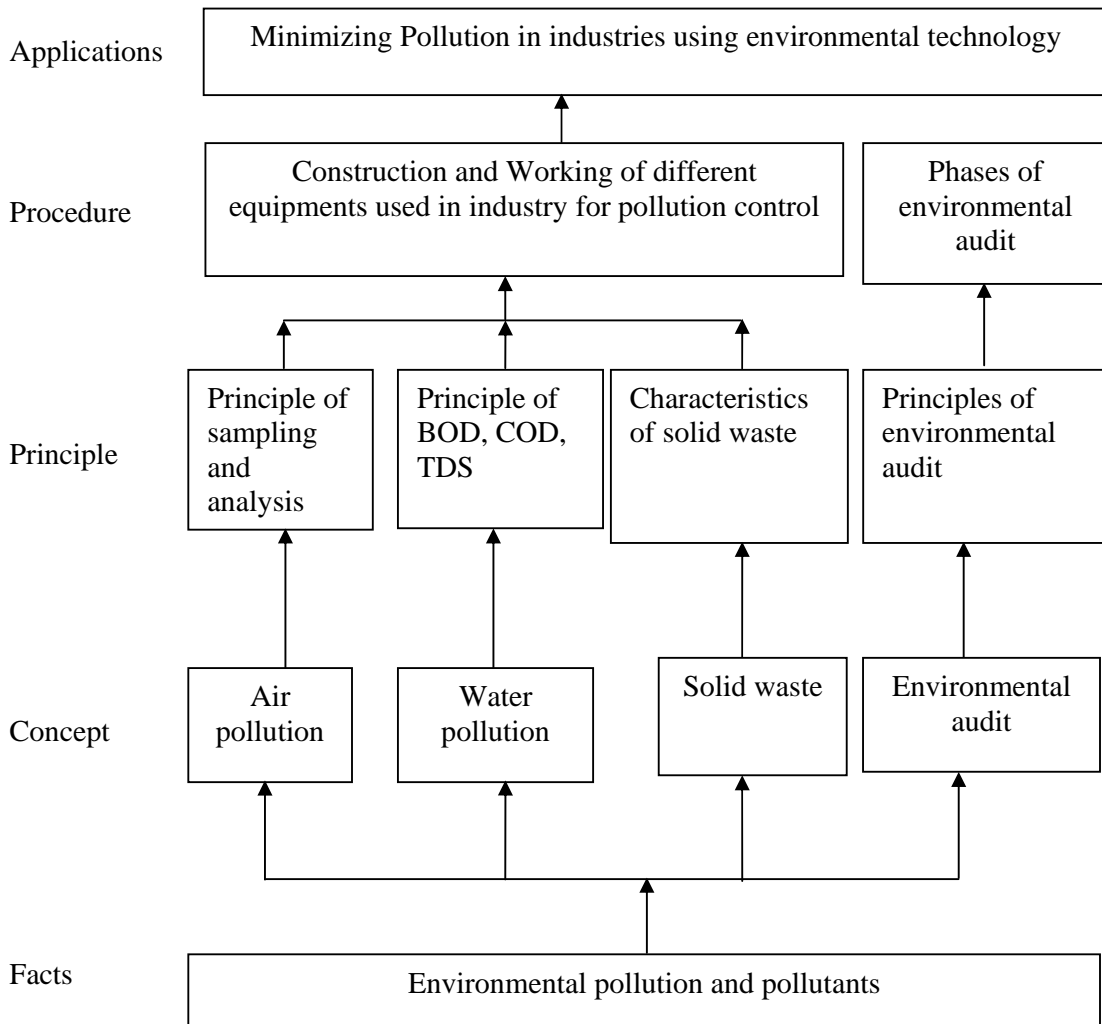 Applications
Minimizing Pollution in industries using environmental technology
Procedure
Construction and Working of different
equipments used in industry for pollution control
Phases of
environmental
audit
Principle
Principle of
sampling
and
analysis
Principle of
BOD, COD,
TDS
Characteristics
of solid waste
Principles of
environmental
audit
Concept
Air
pollution
Water
pollution
Solid waste
Environmental
audit
Facts
Environmental pollution and pollutants